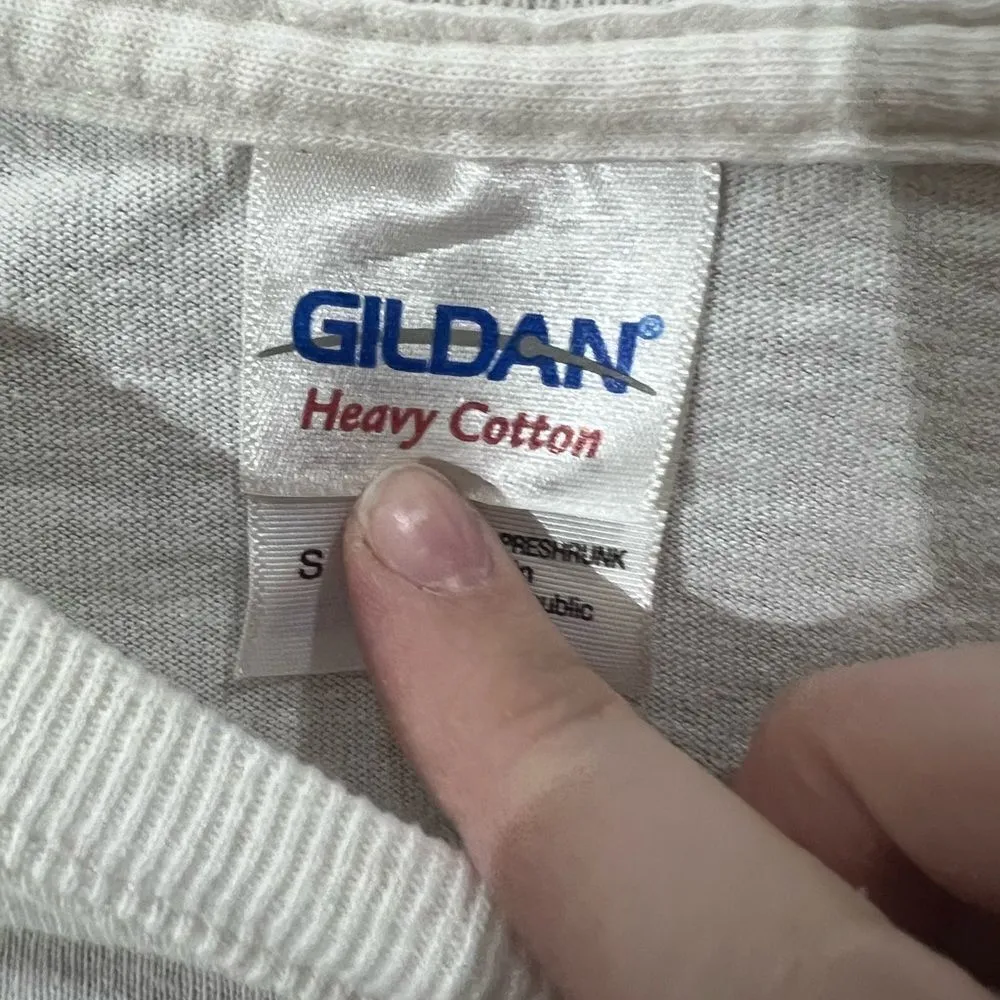 GILDAN®
Heavy Cotton
S PRESHRUNK